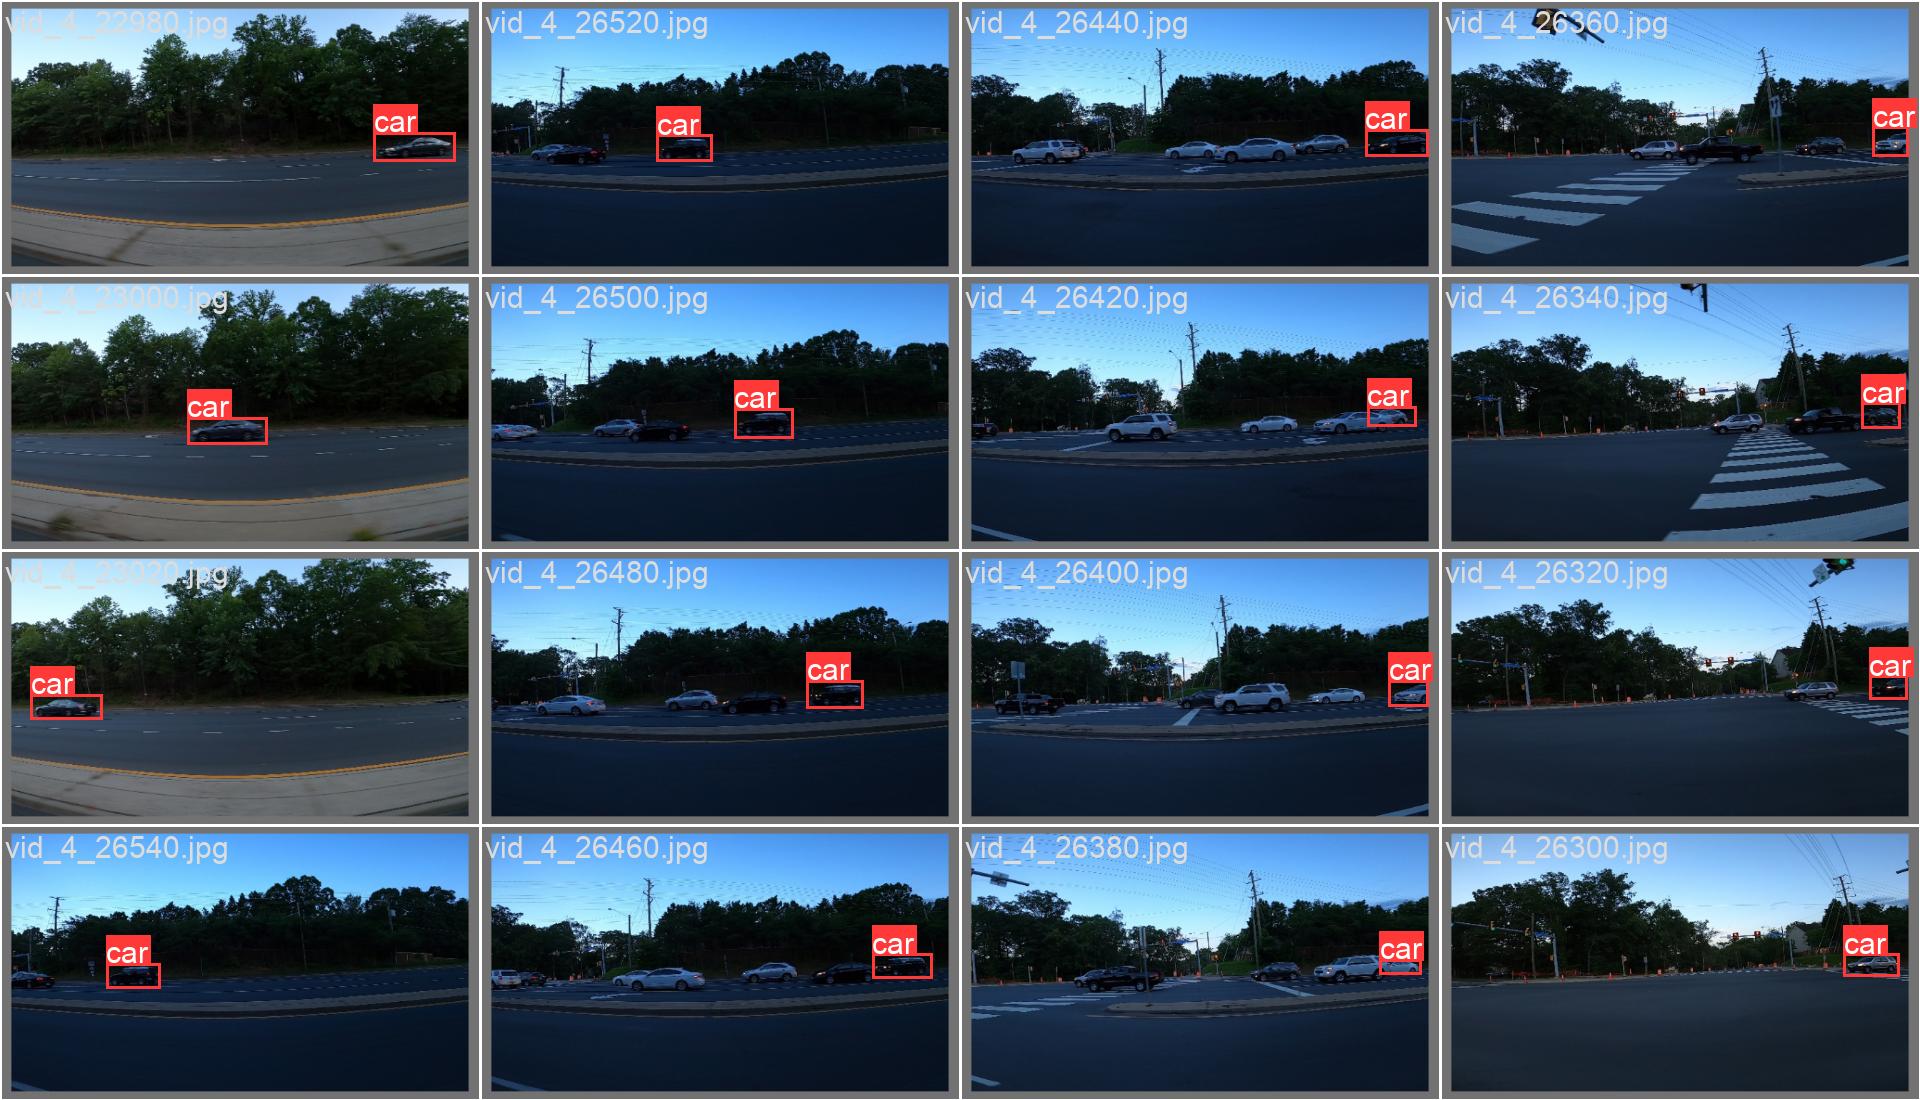 vid_4_22980.jpg
car
vid_4_26520.jpg
car
vid_4_26440.jpg
car
vid_4_26360.jpg
car
vid_4_23000.jpg
car
vid_4_26500.jpg
car
vid_4_26420.jpg
car
vid_4_26340.jpg
car
vid_4_23020.jpg
car
vid_4_26480.jpg
car
vid_4_26400.jpg
car
vid_4_26320.jpg
car
vid_4_26540.jpg
car
vid_4_26460.jpg
car
vid_4_26380.jpg
car
vid_4_26300.jpg
car